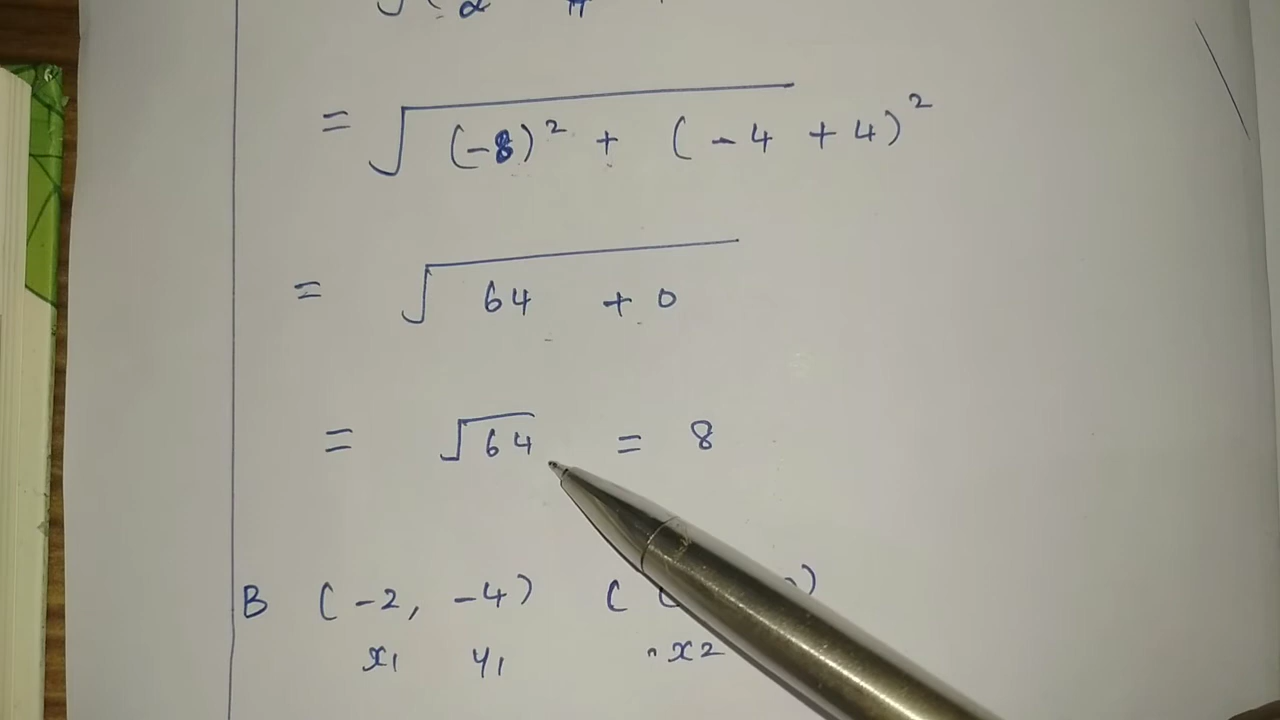 = √(-8)² + (-4 + 4)²
= √64 + 0
= √64 = 8
B (-2, -4) C (
x1 y1 x2